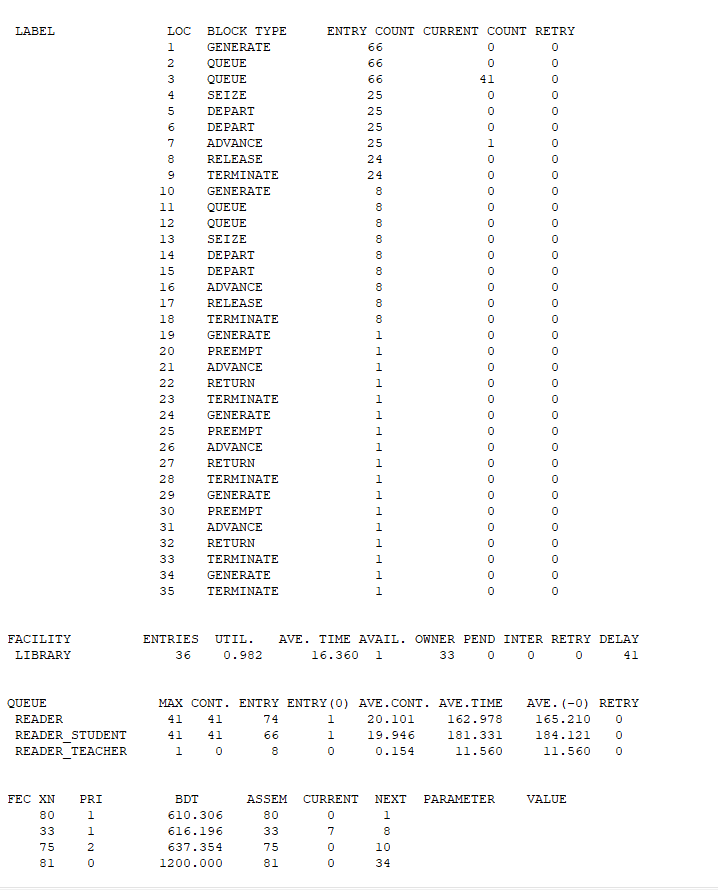 LABEL LOC BLOCK TYPE ENTRY COUNT CURRENT COUNT RETRY
1 GENERATE 66 0 0
2 QUEUE 66 0 0
3 QUEUE 66 41 0
4 SEIZE 25 0 0
5 DEPART 25 0 0
6 DEPART 25 0 0
7 ADVANCE 25 1 0
8 RELEASE 24 0 0
9 TERMINATE 24 0 0
10 GENERATE 8 0 0
11 QUEUE 8 0 0
12 QUEUE 8 0 0
13 SEIZE 8 0 0
14 DEPART 8 0 0
15 DEPART 8 0 0
16 ADVANCE 8 0 0
17 RELEASE 8 0 0
18 TERMINATE 8 0 0
19 GENERATE 1 0 0
20 PREEMPT 1 0 0
21 ADVANCE 1 0 0
22 RETURN 1 0 0
23 TERMINATE 1 0 0
24 GENERATE 1 0 0
25 PREEMPT 1 0 0
26 ADVANCE 1 0 0
27 RETURN 1 0 0
28 TERMINATE 1 0 0
29 GENERATE 1 0 0
30 PREEMPT 1 0 0
31 ADVANCE 1 0 0
32 RETURN 1 0 0
33 TERMINATE 1 0 0
34 GENERATE 1 0 0
35 TERMINATE 1 0 0
FACILITY ENTRIES UTIL. AVE. TIME AVAIL. OWNER PEND INTER RETRY DELAY
LIBRARY 36 0.982 16.360 1 33 0 0 0 41
QUEUE MAX CONT. ENTRY ENTRY(0) AVE.CONT. AVE.TIME AVE.(-0) RETRY
READER 41 41 74 1 20.101 162.978 165.210 0
READER_STUDENT 41 41 66 1 19.946 181.331 184.121 0
READER_TEACHER 1 0 8 0 0.154 11.560 11.560 0
FEC XN PRI BDT ASSEM CURRENT NEXT PARAMETER VALUE
80 1 610.306 80 0 1
33 1 616.196 33 7 8
75 2 637.354 75 0 10
81 0 1200.000 81 0 34